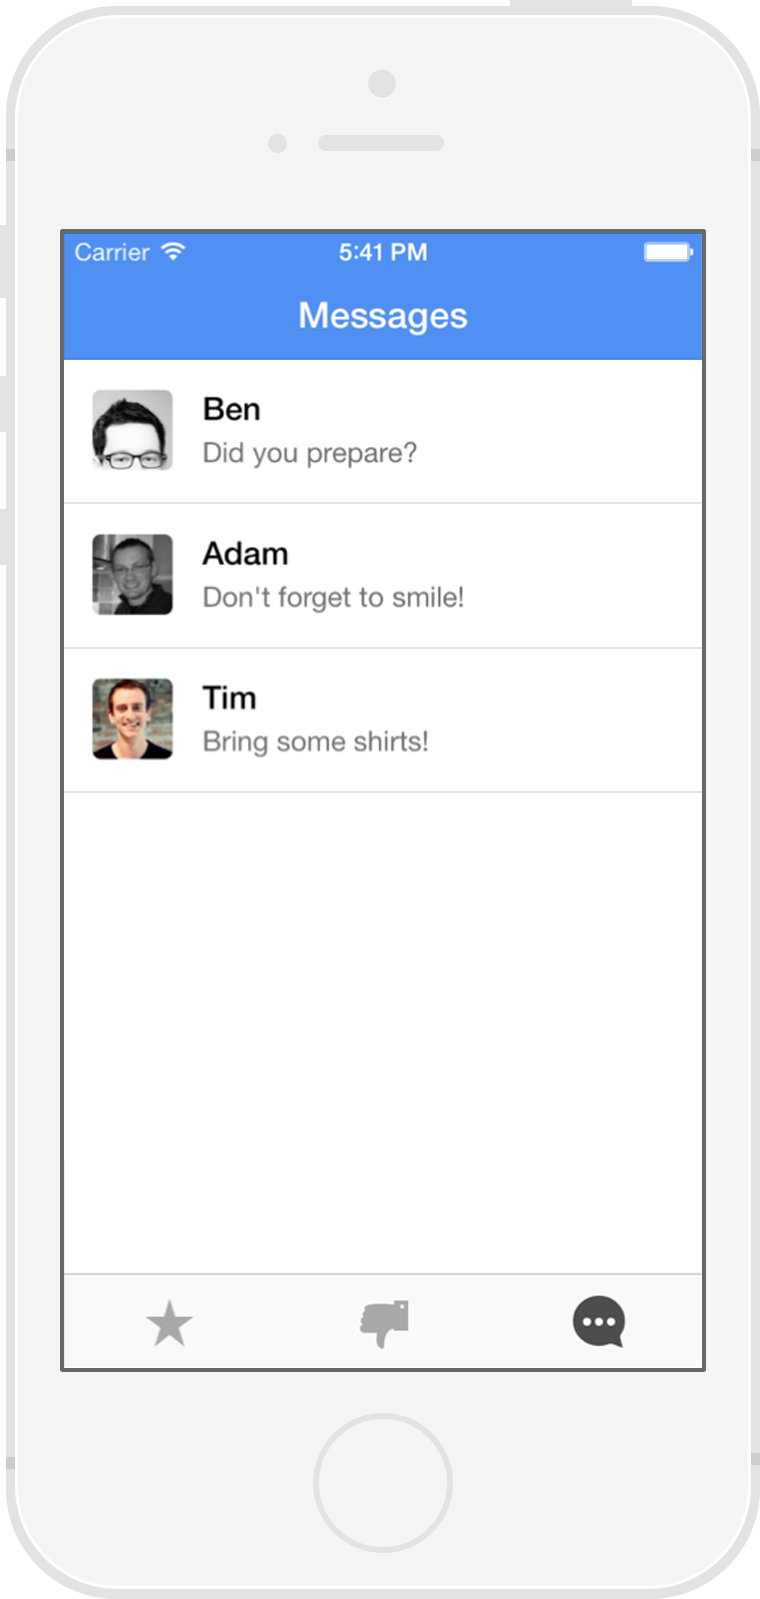 Carrier 5:41 PM
Messages
Ben
Did you prepare?
Adam
Don't forget to smile!
Tim
Bring some shirts!